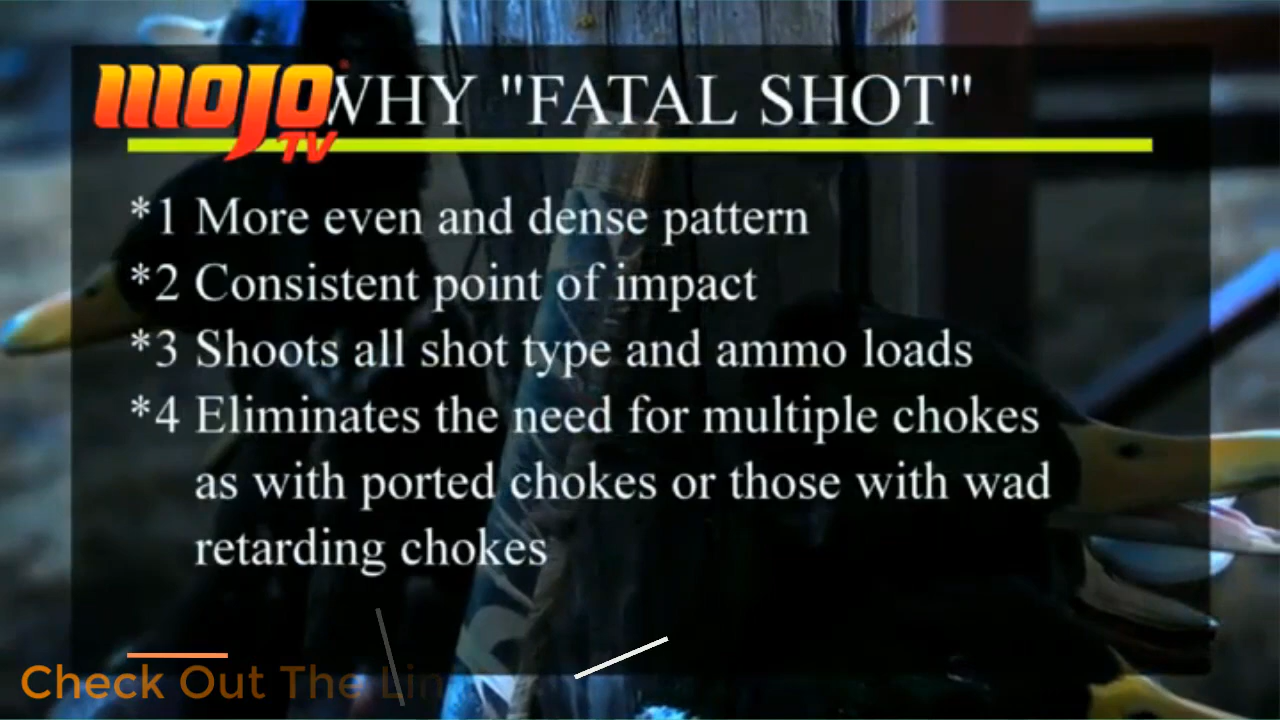 MOJO
TV
WHY "FATAL SHOT"
*1 More even and dense pattern
*2 Consistent point of impact
*3 Shoots all shot type and ammo loads
*4 Eliminates the need for multiple chokes
as with ported chokes or those with wad
retarding chokes
Check Out The